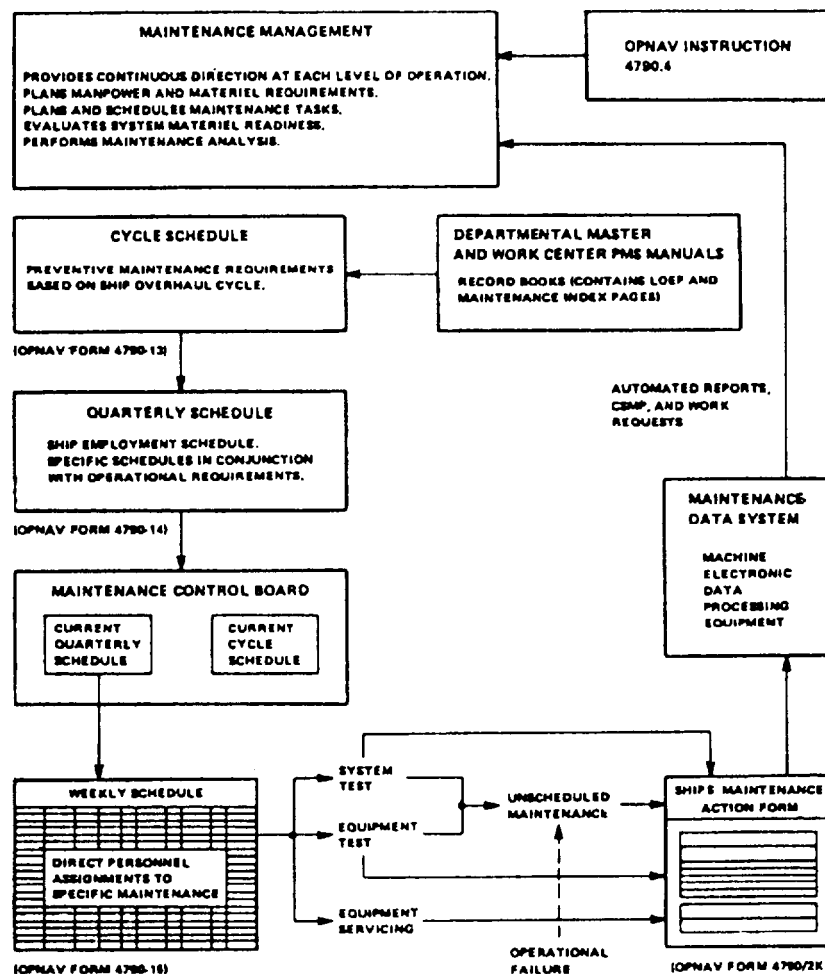 MAINTENANCE MANAGEMENT
PROVIDES CONTINUOUS DIRECTION AT EACH LEVEL OF OPERATION.
PLANS MANPOWER AND MATERIEL REQUIREMENTS.
PLANS AND SCHEDULES MAINTENANCE TASKS.
EVALUATES SYSTEM MATERIEL READINESS.
PERFORMS MAINTENANCE ANALYSIS.
OPNAV INSTRUCTION
4790.4
CYCLE SCHEDULE
PREVENTIVE MAINTENANCE REQUIREMENTS
BASED ON SHIP OVERHAUL CYCLE.
(OPNAV FORM 4790-13)
DEPARTMENTAL MASTER
AND WORK CENTER PMS MANUALS
RECORD BOOKS (CONTAINS LOEP AND
MAINTENANCE INDEX PAGES)
QUARTERLY SCHEDULE
SHIP EMPLOYMENT SCHEDULE.
SPECIFIC SCHEDULES IN CONJUNCTION
WITH OPERATIONAL REQUIREMENTS.
(OPNAV FORM 4790-14)
AUTOMATED REPORTS,
CSMP, AND WORK
REQUESTS
MAINTENANCE
DATA SYSTEM
MACHINE
ELECTRONIC
DATA
PROCESSING
EQUIPMENT
MAINTENANCE CONTROL BOARD
CURRENT
QUARTERLY
SCHEDULE
CURRENT
CYCLE
SCHEDULE
WEEKLY SCHEDULE
DIRECT PERSONNEL
ASSIGNMENTS TO
SPECIFIC MAINTENANCE
(OPNAV FORM 4790-15)
SYSTEM
TEST
EQUIPMENT
TEST
EQUIPMENT
SERVICING
UNSCHEDULED
MAINTENANCE
OPERATIONAL
FAILURE
SHIPS MAINTENANCE
ACTION FORM
(OPNAV FORM 4790/2K